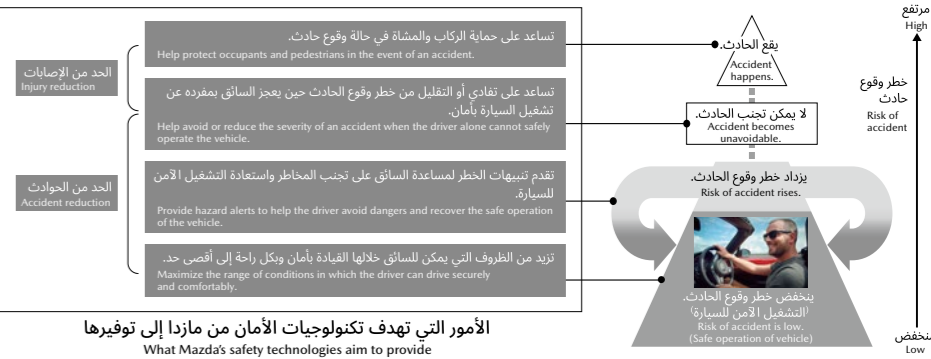 تساعد على حماية الركاب والمشاة في حالة وقوع حادث.
Help protect occupants and pedestrians in the event of an accident.
الحد من الإصابات
Injury reduction
تساعد على تفادي أو التقليل من خطر وقوع الحادث حين يعجز السائق بمفرده عن
تشغيل السيارة بأمان.
Help avoid or reduce the severity of an accident when the driver alone cannot safely
operate the vehicle.
الحد من الحوادث
Accident reduction
تقدم تنبيهات الخطر لمساعدة السائق على تجنب المخاطر واستعادة التشغيل الآمن
للسيارة.
Provide hazard alerts to help the driver avoid dangers and recover the safe operation
of the vehicle.
تزيد من الظروف التي يمكن للسائق خلالها القيادة بأمان وبكل راحة إلى أقصى حد.
Maximize the range of conditions in which the driver can drive securely
and comfortably.
الأمور التي تهدف تكنولوجيات الأمان من مازدا إلى توفيرها
What Mazda's safety technologies aim to provide
يقع الحادث.
Accident
happens.
لا يمكن تجنب الحادث.
Accident becomes
unavoidable.
يزداد خطر وقوع الحادث.
Risk of accident rises.
ينخفض خطر وقوع الحادث.
(التشغيل الآمن للسيارة)
Risk of accident is low.
(Safe operation of vehicle)
مرتفع
High
خطر وقوع
حادث
Risk of
accident
منخفض
Low